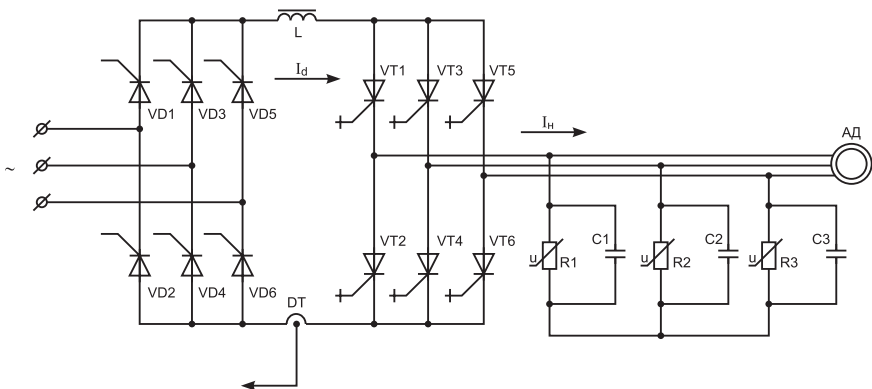 L
I_d
VT1 VT3 VT5
VD1 VD3 VD5
I_н
АД
~
VT2 VT4 VT6
C1 C2 C3
u R1 u R2 u R3
VD2 VD4 VD6
DT